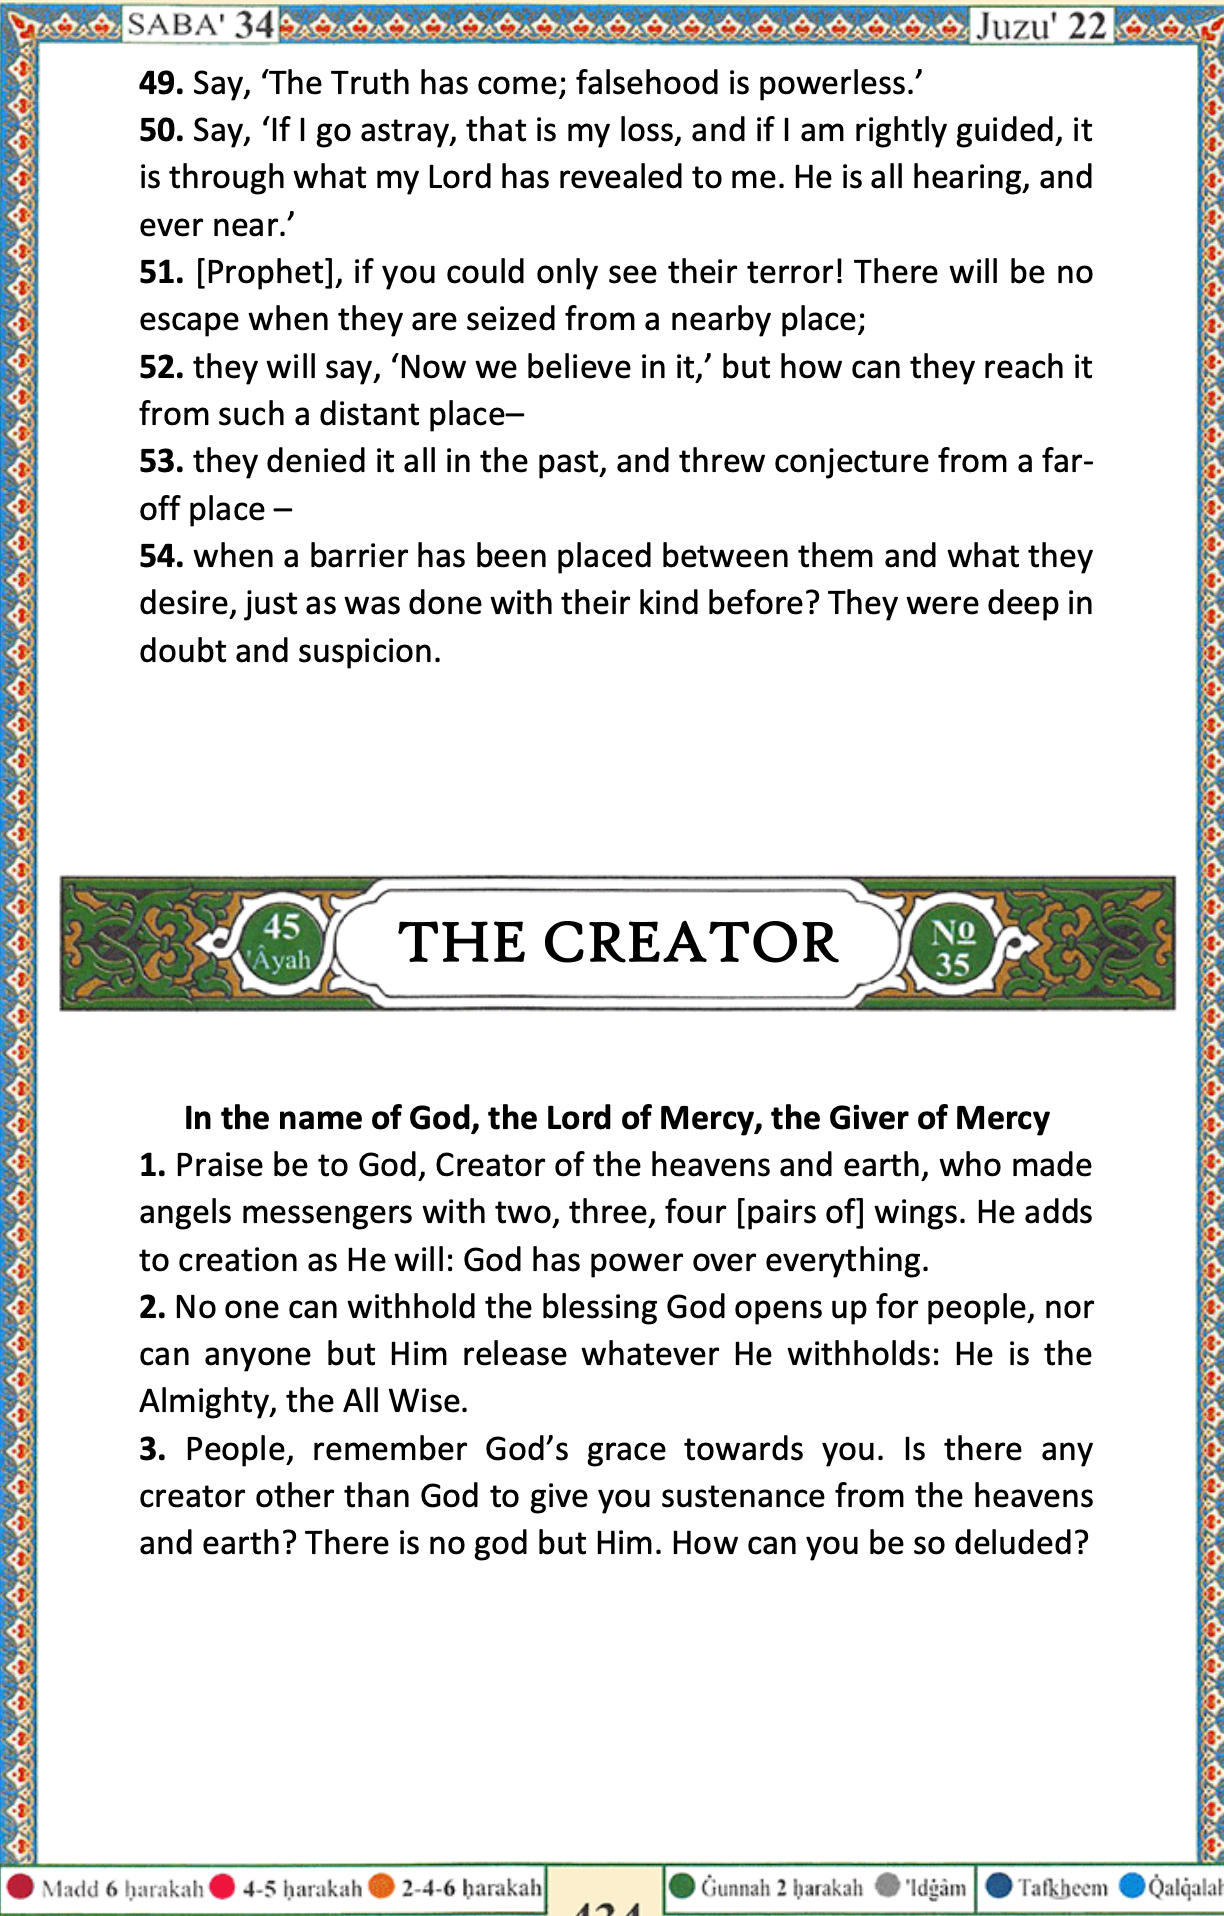 SABA' 34
Juzu' 22
49. Say, ‘The Truth has come; falsehood is powerless.’
50. Say, ‘If I go astray, that is my loss, and if I am rightly guided, it
is through what my Lord has revealed to me. He is all hearing, and
ever near.’
51. [Prophet], if you could only see their terror! There will be no
escape when they are seized from a nearby place;
52. they will say, ‘Now we believe in it,’ but how can they reach it
from such a distant place–
53. they denied it all in the past, and threw conjecture from a far-
off place –
54. when a barrier has been placed between them and what they
desire, just as was done with their kind before? They were deep in
doubt and suspicion.
45
'Âyah
THE CREATOR
No
35
In the name of God, the Lord of Mercy, the Giver of Mercy
1. Praise be to God, Creator of the heavens and earth, who made
angels messengers with two, three, four [pairs of] wings. He adds
to creation as He will: God has power over everything.
2. No one can withhold the blessing God opens up for people, nor
can anyone but Him release whatever He withholds: He is the
Almighty, the All Wise.
3. People, remember God’s grace towards you. Is there any
creator other than God to give you sustenance from the heavens
and earth? There is no god but Him. How can you be so deluded?
Madd 6 ḥarakah 4-5 ḥarakah 2-4-6 ḥarakah
434
Ġunnah 2 ḥarakah 'Idġâm
Tafkheem Q̇alq̇alah